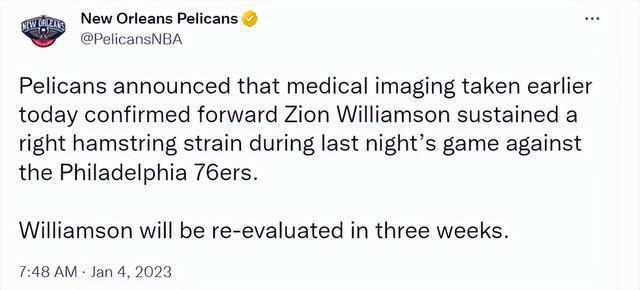 New Orleans Pelicans
@PelicansNBA
NEW ORLEANS
Pelicans announced that medical imaging taken earlier
today confirmed forward Zion Williamson sustained a
right hamstring strain during last night's game against
the Philadelphia 76ers.
Williamson will be re-evaluated in three weeks.
7:48 AM · Jan 4, 2023